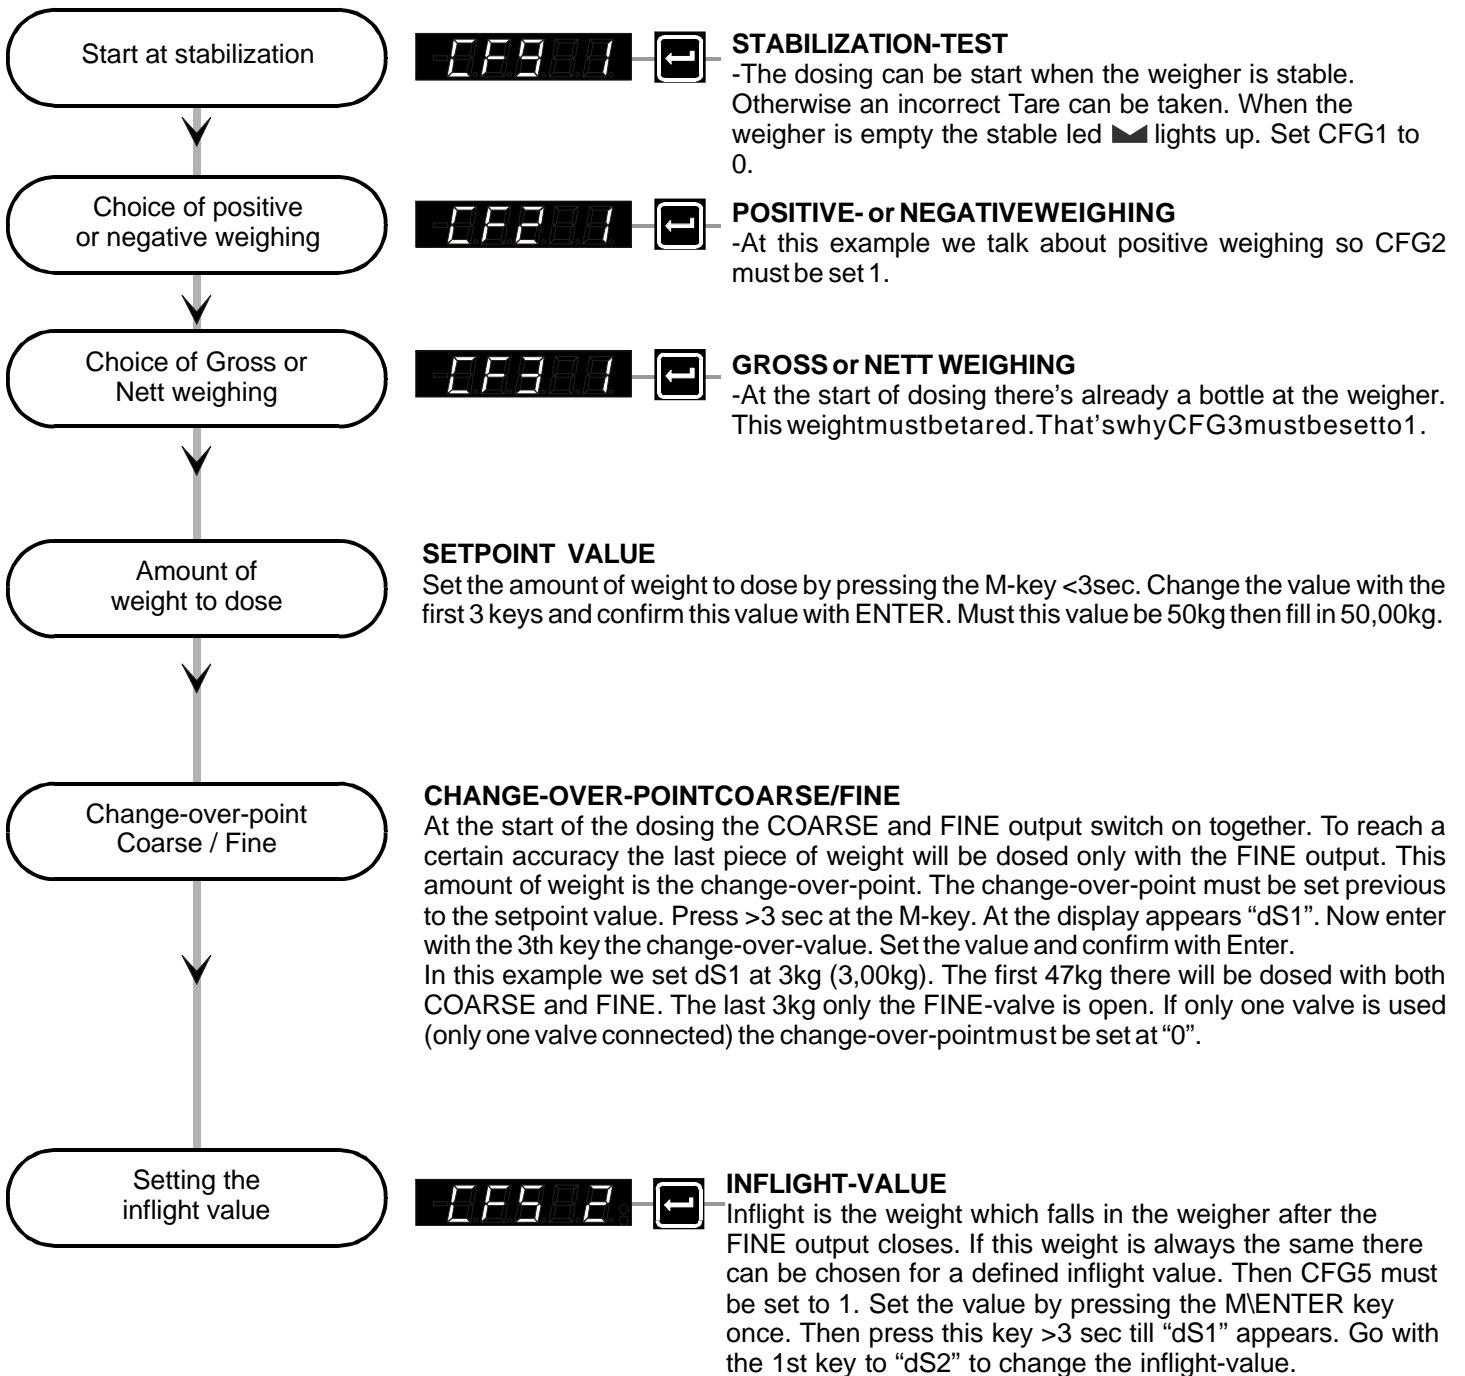 Start at stabilization
CF9 1
STABILIZATION-TEST
-The dosing can be start when the weigher is stable.
Otherwise an incorrect Tare can be taken. When the
weigher is empty the stable led lights up. Set CFG1 to
0.
Choice of positive
or negative weighing
CF2 1
POSITIVE- or NEGATIVEWEIGHING
-At this example we talk about positive weighing so CFG2
must be set 1.
Choice of Gross or
Nett weighing
CF3 1
GROSS or NETT WEIGHING
-At the start of dosing there's already a bottle at the weigher.
This weightmustbetared.That'swhyCFG3mustbesetto1.
Amount of
weight to dose
SETPOINT VALUE
Set the amount of weight to dose by pressing the M-key <3sec. Change the value with the
first 3 keys and confirm this value with ENTER. Must this value be 50kg then fill in 50,00kg.
Change-over-point
Coarse / Fine
CHANGE-OVER-POINTCOARSE/FINE
At the start of the dosing the COARSE and FINE output switch on together. To reach a
certain accuracy the last piece of weight will be dosed only with the FINE output. This
amount of weight is the change-over-point. The change-over-point must be set previous
to the setpoint value. Press >3 sec at the M-key. At the display appears “dS1”. Now enter
with the 3th key the change-over-value. Set the value and confirm with Enter.
In this example we set dS1 at 3kg (3,00kg). The first 47kg there will be dosed with both
COARSE and FINE. The last 3kg only the FINE-valve is open. If only one valve is used
(only one valve connected) the change-over-pointmust be set at “0”.
Setting the
inflight value
CF5 2
INFLIGHT-VALUE
Inflight is the weight which falls in the weigher after the
FINE output closes. If this weight is always the same there
can be chosen for a defined inflight value. Then CFG5 must
be set to 1. Set the value by pressing the M\ENTER key
once. Then press this key >3 sec till “dS1” appears. Go with
the 1st key to “dS2” to change the inflight-value.